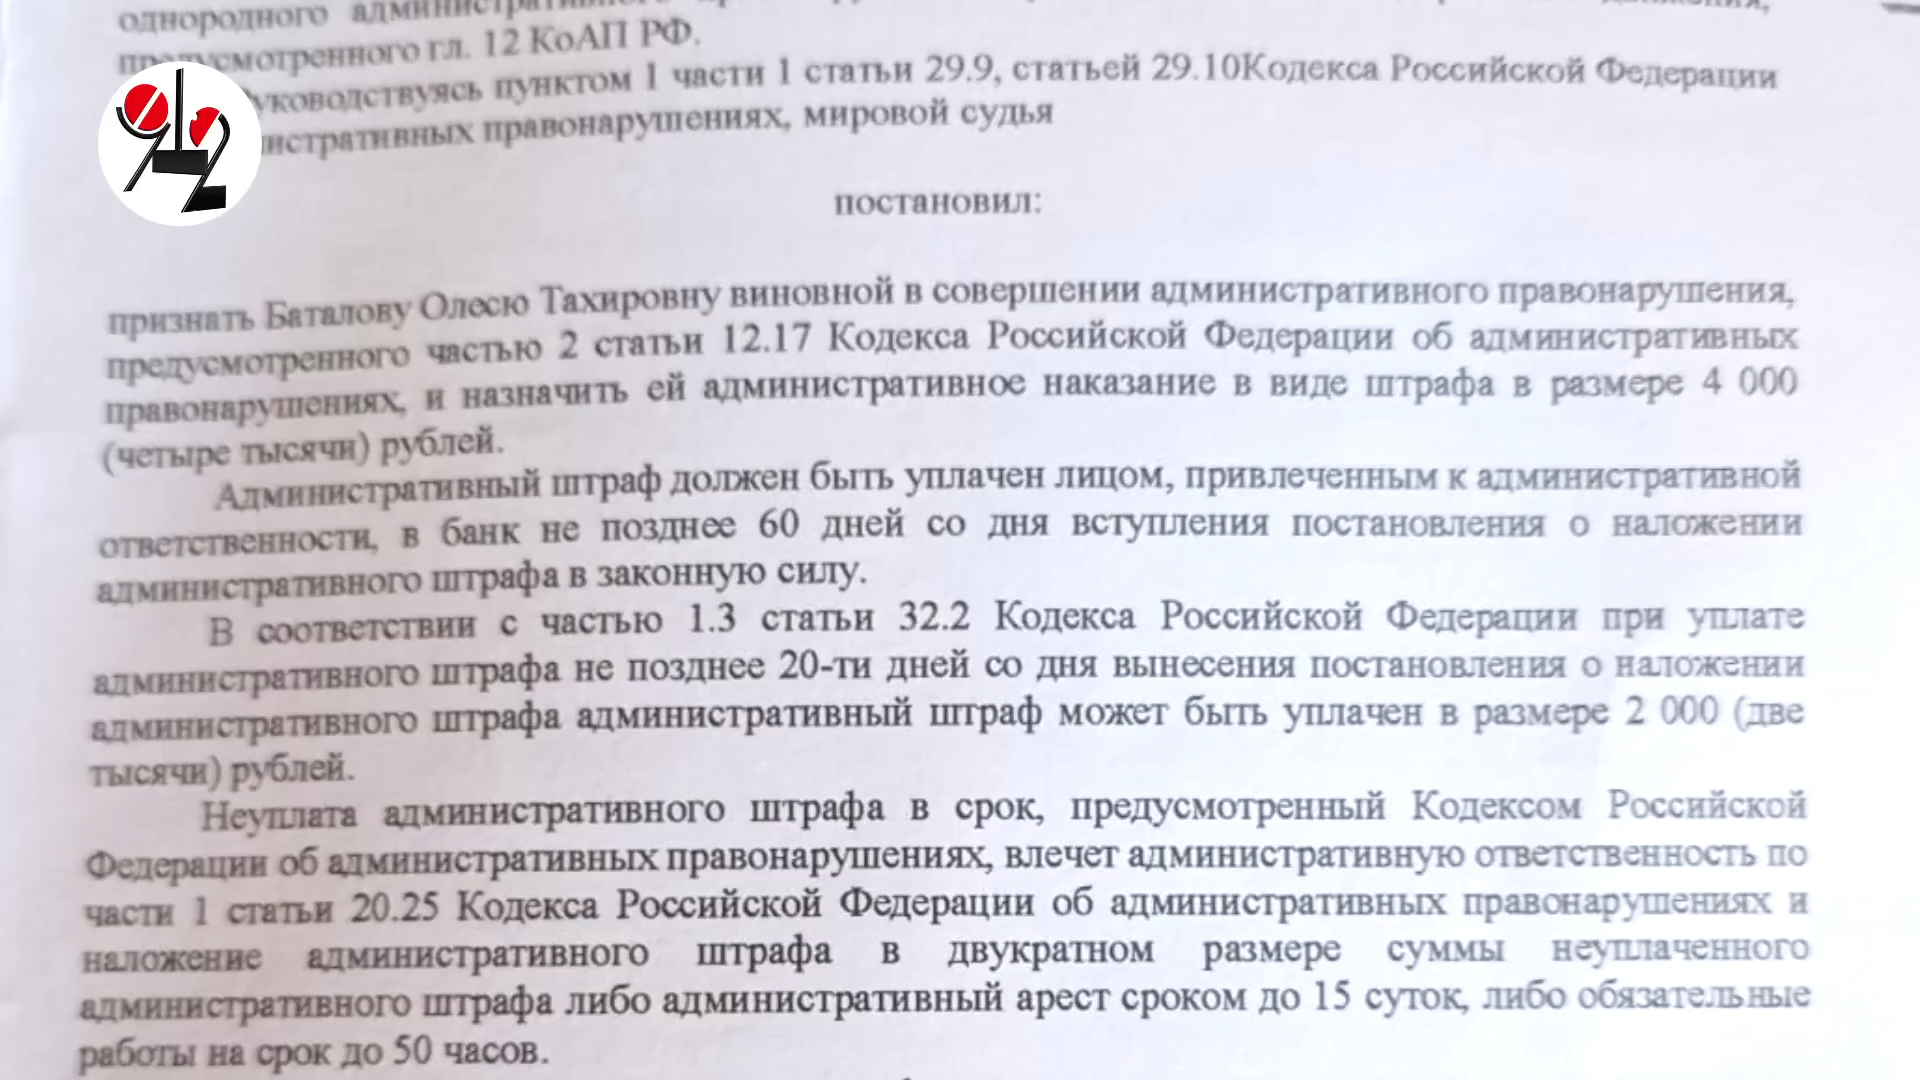 однородного административного
предусмотренного гл. 12 КоАП РФ.
уководствуясь пунктом 1 части 1 статьи 29.9, статьей 29.10Кодекса Российской Федерации
нистративных правонарушениях, мировой судья
постановил:
признать Баталову Олесю Тахировну виновной в совершении административного правонарушения,
предусмотренного частью 2 статьи 12.17 Кодекса Российской Федерации об административных
правонарушениях, и назначить ей административное наказание в виде штрафа в размере 4 000
(четыре тысячи) рублей.
Административный штраф должен быть уплачен лицом, привлеченным к административной
ответственности, в банк не позднее 60 дней со дня вступления постановления о наложении
административного штрафа в законную силу.
В соответствии с частью 1.3 статьи 32.2 Кодекса Российской Федерации при уплате
административного штрафа не позднее 20-ти дней со дня вынесения постановления о наложении
административного штрафа административный штраф может быть уплачен в размере 2 000 (две
тысячи) рублей.
Неуплата административного штрафа в срок, предусмотренный Кодексом Российской
Федерации об административных правонарушениях, влечет административную ответственность по
части 1 статьи 20.25 Кодекса Российской Федерации об административных правонарушениях и
наложение административного штрафа в двукратном размере суммы неуплаченного
административного штрафа либо административный арест сроком до 15 суток, либо обязательные
работы на срок до 50 часов.